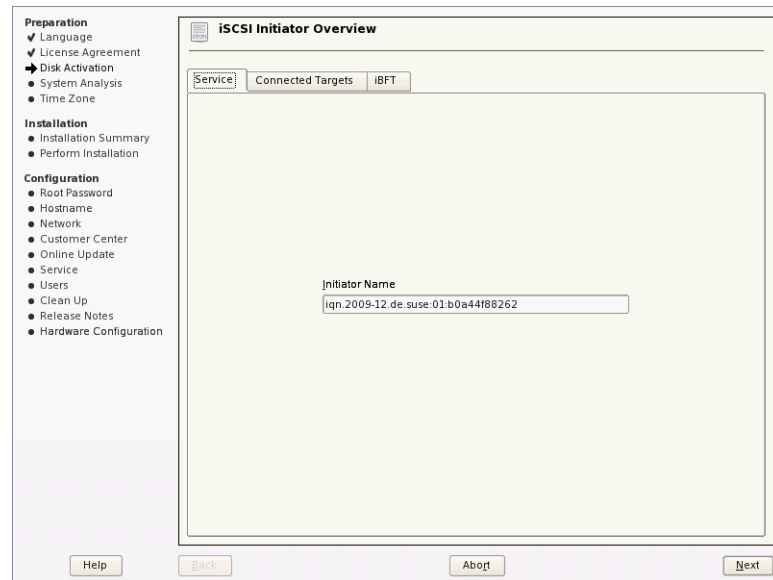 Preparation
Language
License Agreement
Disk Activation
System Analysis
Time Zone
Installation
Installation Summary
Perform Installation
Configuration
Root Password
Hostname
Network
Customer Center
Online Update
Service
Users
Clean Up
Release Notes
Hardware Configuration
iSCSI Initiator Overview
Service Connected Targets iBFT
Initiator Name
iqn.2009-12.de.suse:01:b0a44f88262
Help Back Abort Next